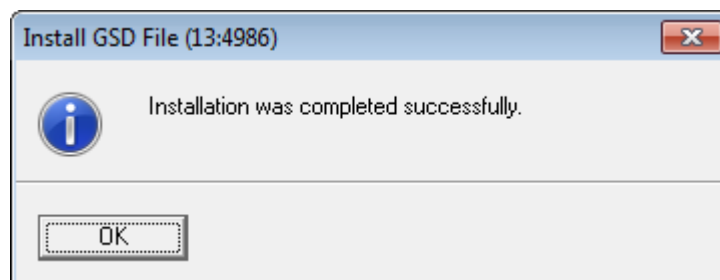 Install GSD File (13:4986)
Installation was completed successfully.
OK